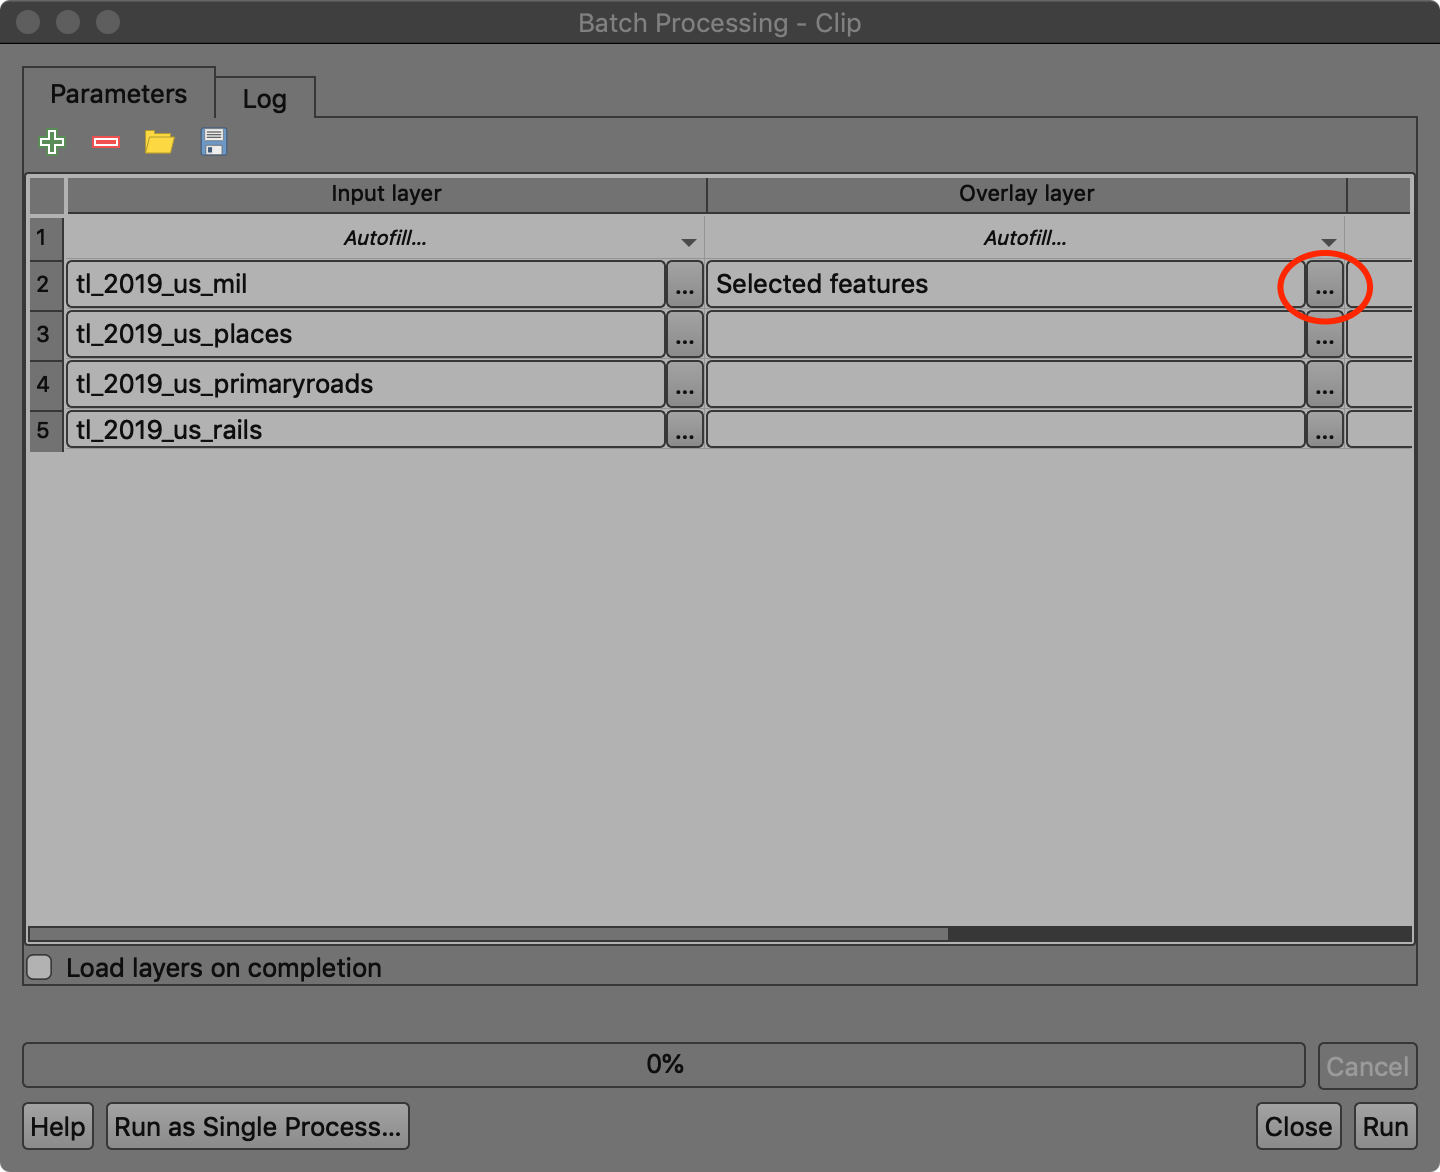 Batch Processing - Clip
Parameters
Log
Input layer
Overlay layer
1
Autofill...
Autofill...
2
tl_2019_us_mil
...
Selected features
...
3
tl_2019_us_places
...
...
4
tl_2019_us_primaryroads
...
...
5
tl_2019_us_rails
...
...
Load layers on completion
0%
Cancel
Help
Run as Single Process...
Close
Run